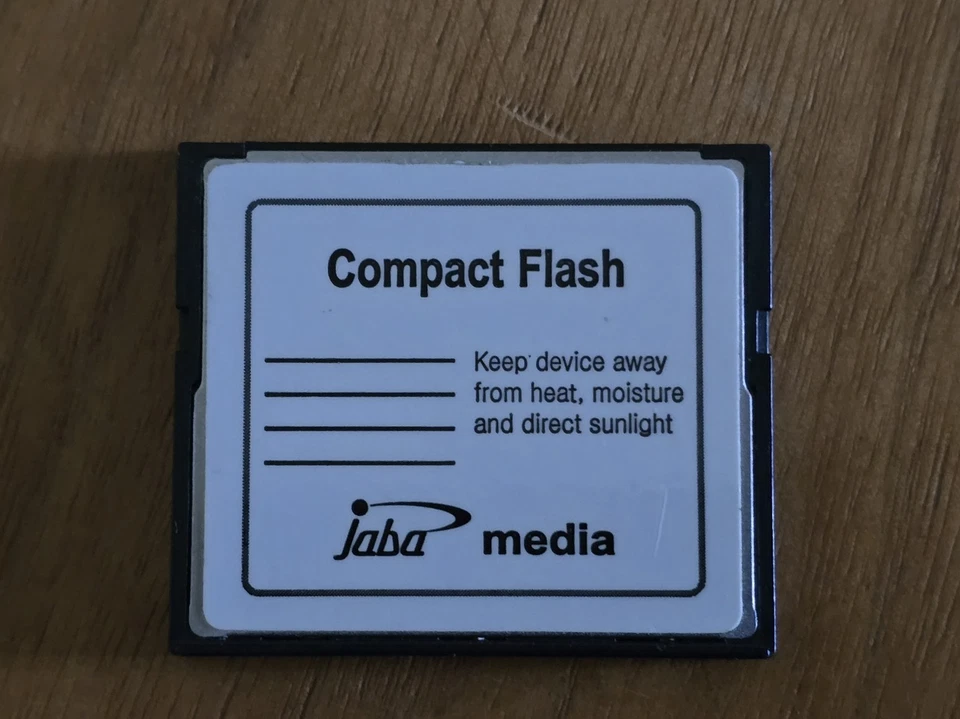 Compact Flash
Keep device away
from heat, moisture
and direct sunlight
jaba media